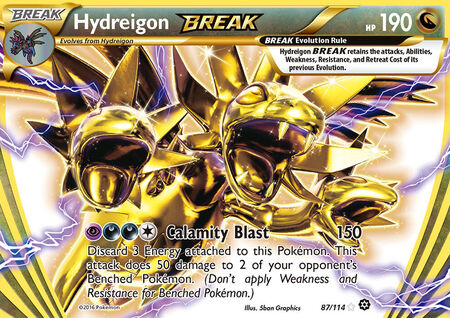 BREAK
Hydreigon BREAK HP 190
Evolves from Hydreigon
BREAK Evolution Rule
Hydreigon BREAK retains the attacks, Abilities,
Weakness, Resistance, and Retreat Cost of its
previous Evolution.
Calamity Blast 150
Discard 3 Energy attached to this Pokémon. This
attack does 50 damage to 2 of your opponent's
Benched Pokémon. (Don't apply Weakness and
Resistance for Benched Pokémon.)
©2016 Pokémon
Illus. 5ban Graphics
87/114